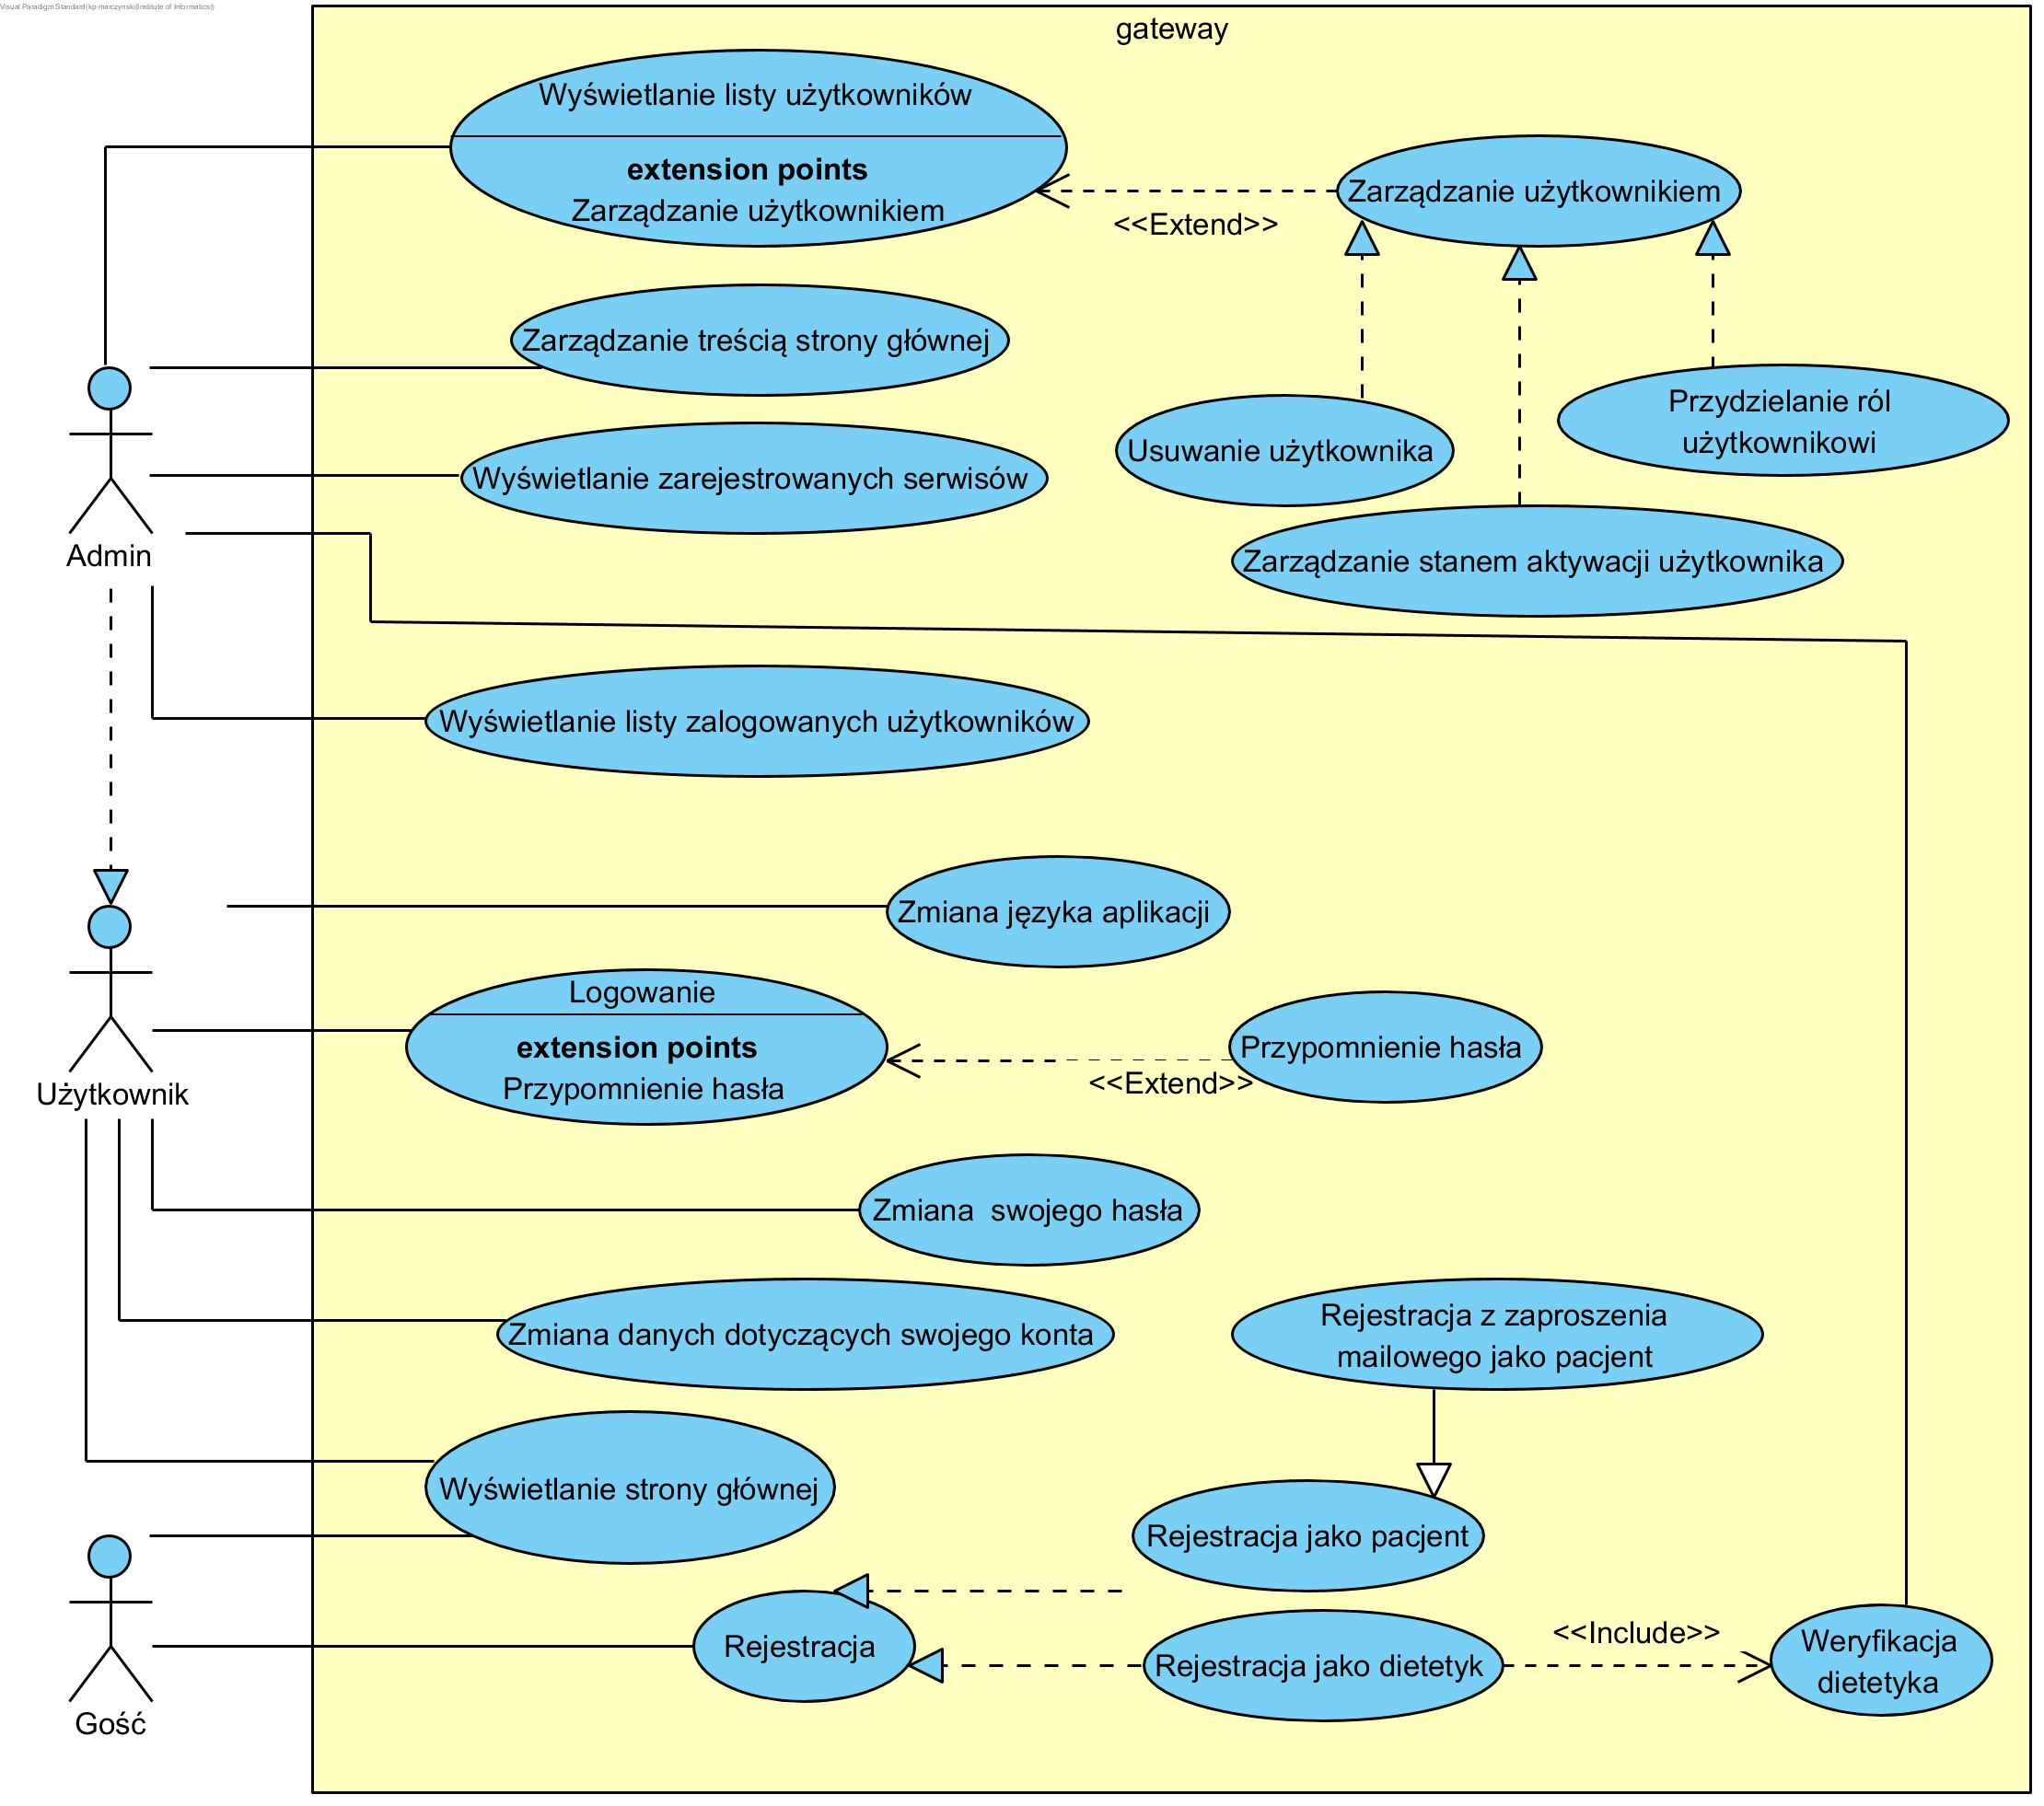 Visual Paradigm Standard(kp-marczynski(Institute of Informatics))
gateway
Wyświetlanie listy użytkowników
extension points
Zarządzanie użytkownikiem
<<Extend>>
Zarządzanie użytkownikiem
Zarządzanie treścią strony głównej
Usuwanie użytkownika
Przydzielanie ról
użytkownikowi
Wyświetlanie zarejestrowanych serwisów
Zarządzanie stanem aktywacji użytkownika
Admin
Wyświetlanie listy zalogowanych użytkowników
Zmiana języka aplikacji
Logowanie
extension points
Przypomnienie hasła
<<Extend>>
Przypomnienie hasła
Użytkownik
Zmiana  swojego hasła
Zmiana danych dotyczących swojego konta
Rejestracja z zaproszenia
mailowego jako pacjent
Wyświetlanie strony głównej
Rejestracja jako pacjent
Rejestracja
Rejestracja jako dietetyk
<<Include>>
Weryfikacja
dietetyka
Gość